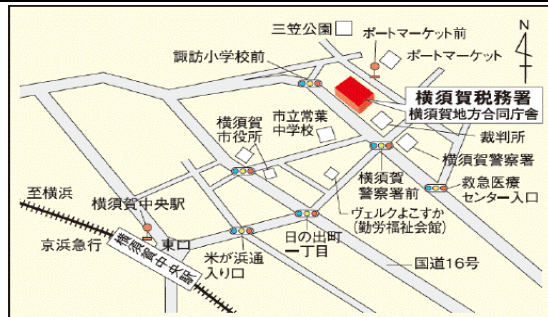 三笠公園
ポートマーケット前
N
諏訪小学校前
ポートマーケット
横須賀税務署
横須賀地方合同庁舎
市立常葉
中学校
横須賀
市役所
裁判所
横須賀警察署
横須賀
警察署前
救急医療
センター入口
至横浜
横須賀中央駅
ヴェルクよこすか
(勤労福祉会館)
京浜急行
東口
横須賀中央駅
米が浜通
入り口
日の出町
一丁目
国道16号